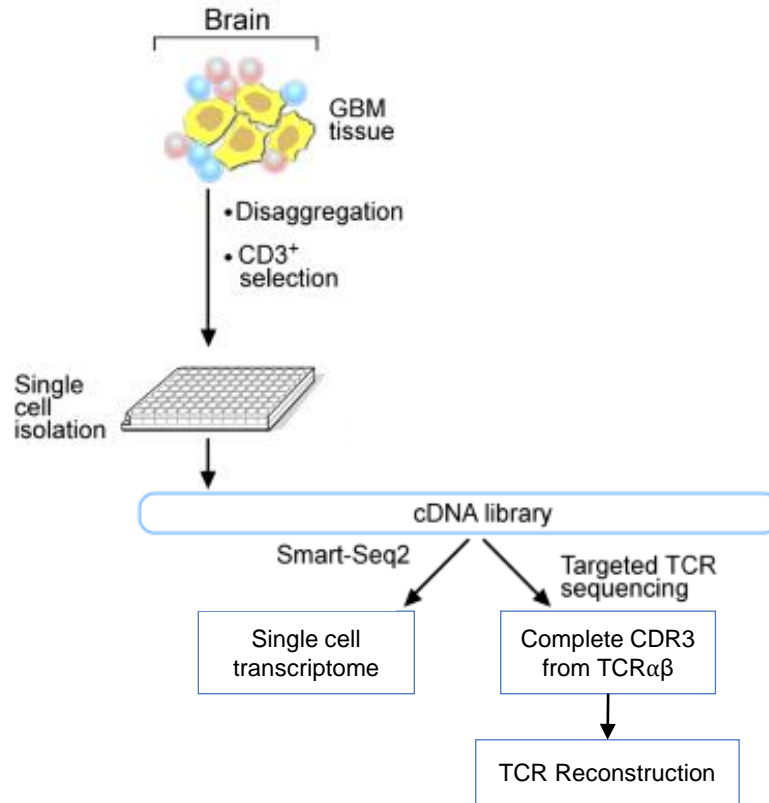 Brain
GBM
tissue
•Disaggregation
• CD3⁺
selection
Single
cell
isolation
cDNA library
Smart-Seq2
Targeted TCR
sequencing
Single cell
transcriptome
Complete CDR3
from TCRαβ
TCR Reconstruction